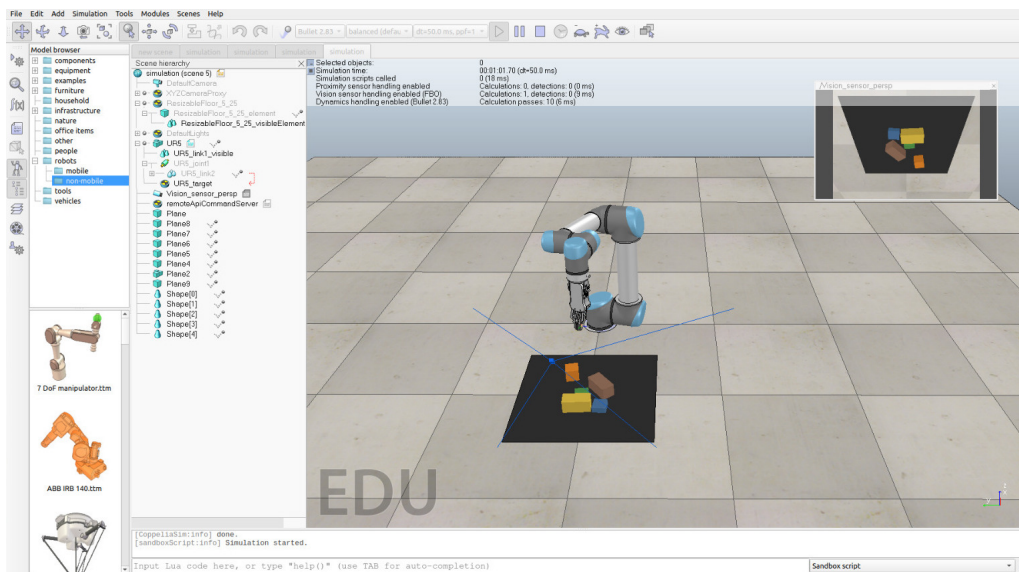 File Edit Add Simulation Tools Modules Scenes Help
Bullet 2.83 balanced (defau dt=50.0 ms, ppf=1
Model browser
components
equipment
examples
furniture
household
infrastructure
nature
office items
other
people
robots
mobile
non-mobile
tools
vehicles
7 DoF manipulator.ttm
ABB IRB 140.ttm
new scene simulation simulation simulation simulation
Scene hierarchy
simulation (scene 5)
DefaultCamera
XYZCameraProxy
ResizableFloor_5_25
ResizableFloor_5_25_element
ResizableFloor_5_25_visibleElement
DefaultLights
UR5
UR5_link1_visible
UR5_joint1
UR5_link2
UR5_target
Vision_sensor_persp
remoteApiCommandServer
Plane
Plane8
Plane7
Plane6
Plane5
Plane4
Plane2
Plane9
Shape[0]
Shape[1]
Shape[2]
Shape[3]
Shape[4]
Selected objects: 0
Simulation time: 00:01:01.70 (dt=50.0 ms)
Simulation scripts called 0 (18 ms)
Proximity sensor handling enabled Calculations: 0, detections: 0 (0 ms)
Vision sensor handling enabled (FBO) Calculations: 1, detections: 0 (9 ms)
Dynamics handling enabled (Bullet 2.83) Calculation passes: 10 (6 ms)
/Vision_sensor_persp
EDU
[CoppeliaSim:info] done.
[sandboxScript:info] Simulation started.
Input Lua code here, or type "help()" (use TAB for auto-completion)
Sandbox script